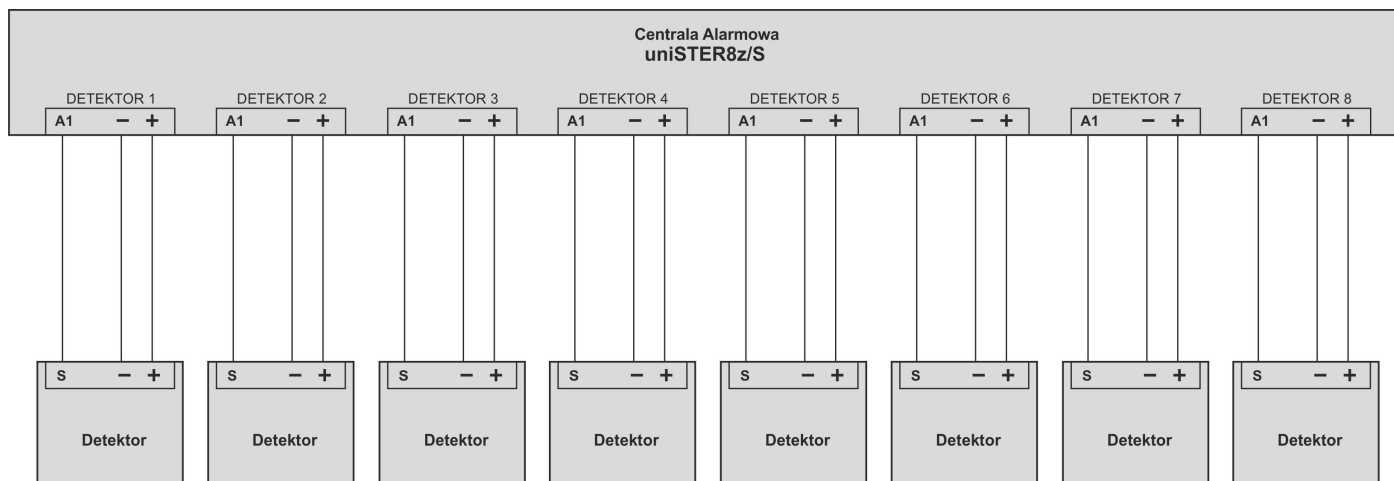 Centrala Alarmowa
uniSTER8z/S
DETEKTOR 1 DETEKTOR 2 DETEKTOR 3 DETEKTOR 4 DETEKTOR 5 DETEKTOR 6 DETEKTOR 7 DETEKTOR 8
A1 − + A1 − + A1 − + A1 − + A1 − + A1 − + A1 − + A1 − +
S − + S − + S − + S − + S − + S − + S − + S − +
Detektor Detektor Detektor Detektor Detektor Detektor Detektor Detektor